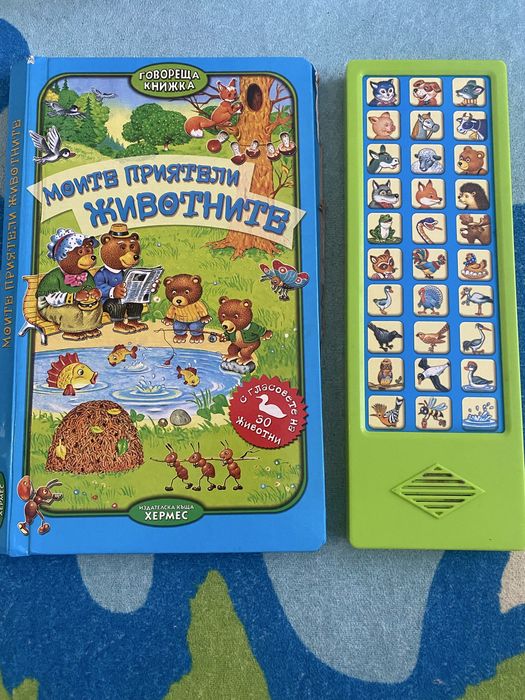 МОИТЕ ПРИЯТЕЛИ ЖИВОТНИТЕ
ГОВОРЕЩА
КНИЖКА
МОИТЕ ПРИЯТЕЛИ
ЖИВОТНИТЕ
С ГЛАСОВЕТЕ НА
30
ЖИВОТНИ
ИЗДАТЕЛСКА КЪЩА
ХЕРМЕС
ХЕРМЕС